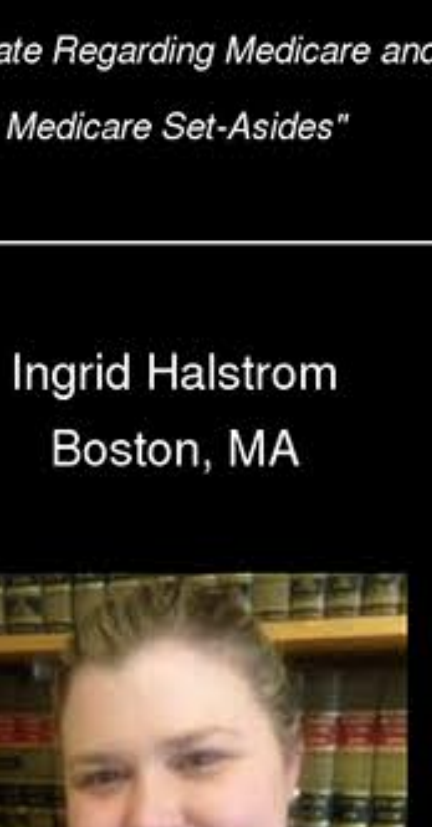 ate Regarding Medicare and
Medicare Set-Asides"
Ingrid Halstrom
Boston, MA